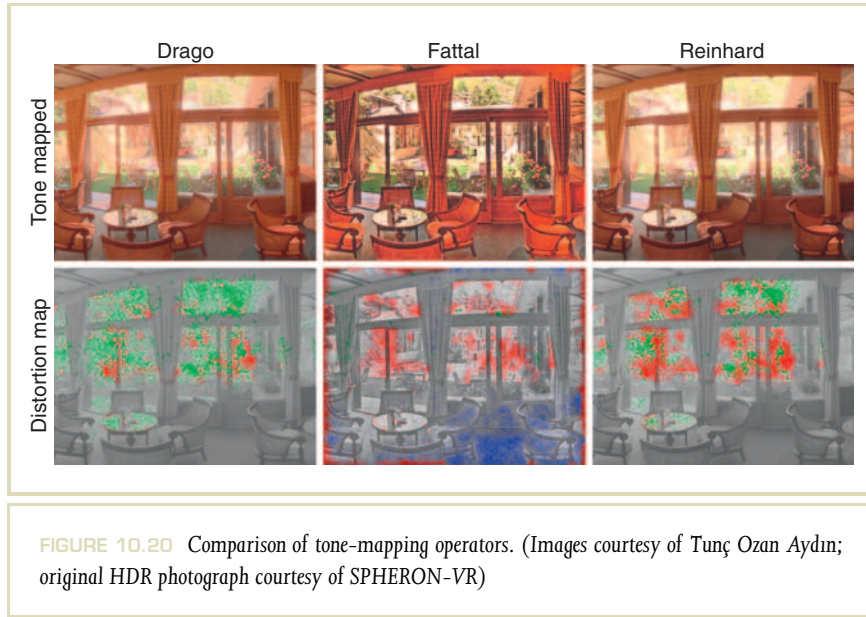 Drago Fattal Reinhard
Tone mapped
Distortion map
FIGURE 10.20 Comparison of tone-mapping operators. (Images courtesy of Tunç Ozan Aydın;
original HDR photograph courtesy of SPHERON-VR)